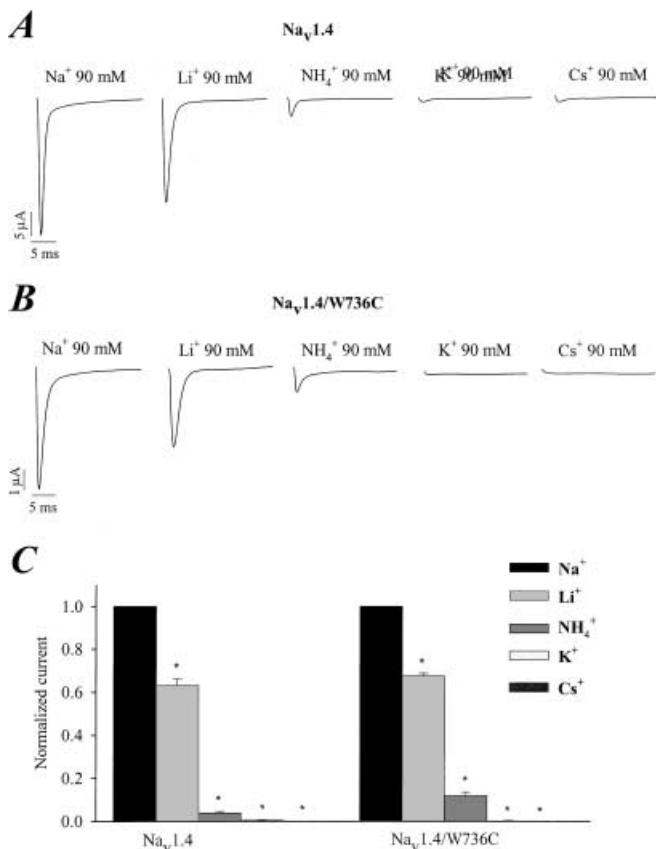 A
Nav1.4
Na+ 90 mM
Li+ 90 mM
NH4+ 90 mM
K+ 90 mM
K+ 90 mM
Cs+ 90 mM
5 µA
5 ms
B
Nav1.4/W736C
Na+ 90 mM
Li+ 90 mM
NH4+ 90 mM
K+ 90 mM
Cs+ 90 mM
1 µA
5 ms
C
Na+
Li+
NH4+
K+
Cs+
Normalized current
1.0
0.8
0.6
0.4
0.2
0.0
* * * *
* * * *
Nav1.4
Nav1.4/W736C